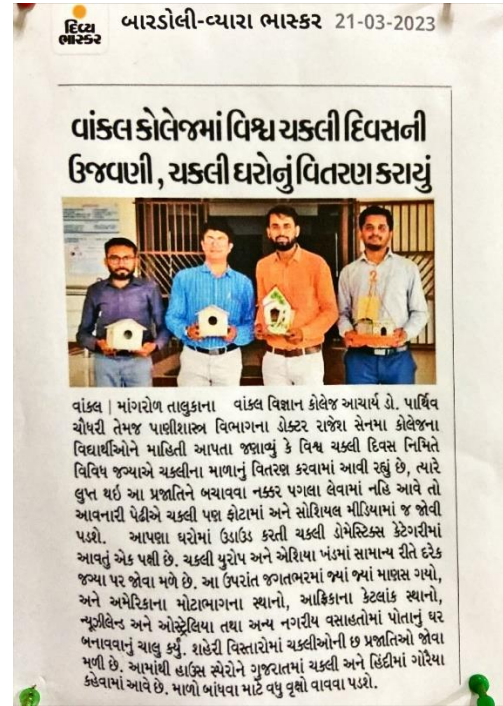 દિવ્ય
ભાસ્કર
બારડોલી-વ્યારા ભાસ્કર 21-03-2023
વાંકલ કોલેજમાં વિશ્વ ચકલી દિવસની
ઉજવણી , ચકલી ઘરોનું વિતરણ કરાયું
વાંકલ | માંગરોળ તાલુકાના વાંકલ વિજ્ઞાન કોલેજ આચાર્ય ડો. પાર્થિવ
ચૌધરી તેમજ પાણીશાસ્ત્ર વિભાગના ડોક્ટર રાજેશ સેનમા કોલેજના
વિદ્યાર્થીઓને માહિતી આપતા જણાવ્યું કે વિશ્વ ચકલી દિવસ નિમિતે
વિવિધ જગ્યાએ ચકલીના માળાનું વિતરણ કરવામાં આવી રહ્યું છે, ત્યારે
લુપ્ત થઇ આ પ્રજાતિને બચાવવા નક્કર પગલા લેવામાં નહિ આવે તો
આવનારી પેઢીએ ચકલી પણ ફોટામાં અને સોશિયલ મીડિયામાં જ જોવી
પડશે. આપણા ઘરોમાં ઉડાઉડ કરતી ચકલી ડોમેસ્ટિક્સ કેટેગરીમાં
આવતું એક પક્ષી છે. ચકલી યુરોપ અને એશિયા ખંડમાં સામાન્ય રીતે દરેક
જગ્યા પર જોવા મળે છે. આ ઉપરાંત જગતભરમાં જ્યાં જ્યાં માણસ ગયો,
અને અમેરિકાના મોટાભાગના સ્થાનો, આફ્રિકાના કેટલાંક સ્થાનો,
ન્યૂઝીલેન્ડ અને ઓસ્ટ્રેલિયા તથા અન્ય નગરીય વસાહતોમાં પોતાનું ઘર
બનાવવાનું ચાલુ કર્યું. શહેરી વિસ્તારોમાં ચકલીઓની છ પ્રજાતિઓ જોવા
મળી છે. આમાંથી હાઉસ સ્પેરોને ગુજરાતમાં ચકલી અને હિંદીમાં ગોરૈયા
કહેવામાં આવે છે. માળો બાંધવા માટે વધુ વૃક્ષો વાવવા પડશે.